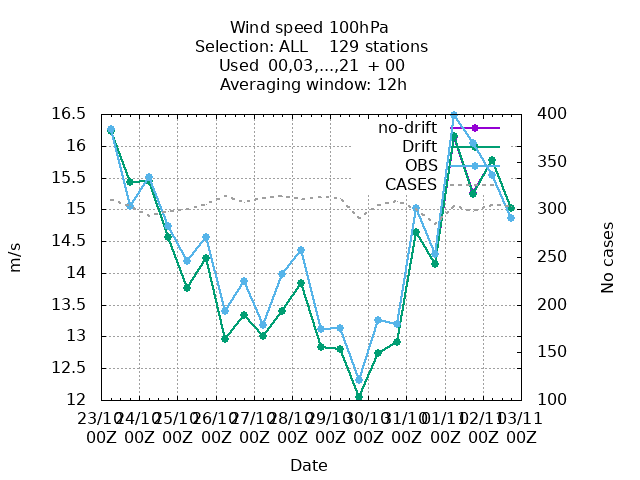 Wind speed 100hPa
Selection: ALL    129 stations
Used  00,03,...,21  + 00
Averaging window: 12h
16.5
16
15.5
15
14.5
14
13.5
13
12.5
12
400
350
300
250
200
150
100
no-drift
Drift
OBS
CASES
m/s
No cases
23/10 24/10 25/10 26/10 27/10 28/10 29/10 30/10 31/10 01/11 02/11 03/11
00Z 00Z 00Z 00Z 00Z 00Z 00Z 00Z 00Z 00Z 00Z 00Z
Date